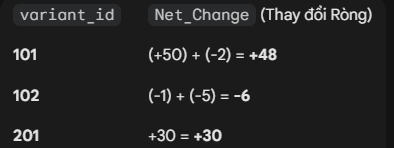 variant_id Net_Change (Thay đổi Ròng)
101 (+50) + (-2) = +48
102 (-1) + (-5) = -6
201 +30 = +30